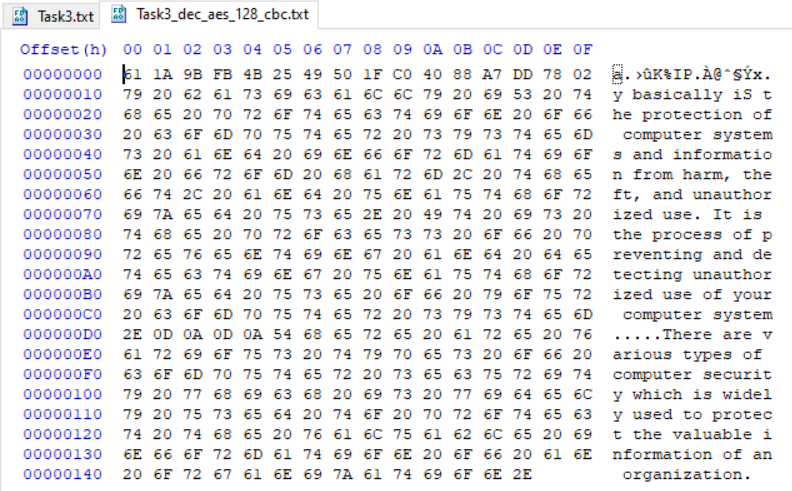 Task3.txt Task3_dec_aes_128_cbc.txt
Offset(h) 00 01 02 03 04 05 06 07 08 09 0A 0B 0C 0D 0E 0F
00000000 61 1A 9B FB 4B 25 49 50 1F C0 40 88 A7 DD 78 02 a.›ûK%IP.À@ˆ§Ýx.
00000010 79 20 62 61 73 69 63 61 6C 6C 79 20 69 53 20 74 y basically iS t
00000020 68 65 20 70 72 6F 74 65 63 74 69 6F 6E 20 6F 66 he protection of
00000030 20 63 6F 6D 70 75 74 65 72 20 73 79 73 74 65 6D computer system
00000040 73 20 61 6E 64 20 69 6E 66 6F 72 6D 61 74 69 6F s and informatio
00000050 6E 20 66 72 6F 6D 20 68 61 72 6D 2C 20 74 68 65 n from harm, the
00000060 66 74 2C 20 61 6E 64 20 75 6E 61 75 74 68 6F 72 ft, and unauthor
00000070 69 7A 65 64 20 75 73 65 2E 20 49 74 20 69 73 20 ized use. It is
00000080 74 68 65 20 70 72 6F 63 65 73 73 20 6F 66 20 70 the process of p
00000090 72 65 76 65 6E 74 69 6E 67 20 61 6E 64 20 64 65 reventing and de
000000A0 74 65 63 74 69 6E 67 20 75 6E 61 75 74 68 6F 72 tecting unauthor
000000B0 69 7A 65 64 20 75 73 65 20 6F 66 20 79 6F 75 72 ized use of your
000000C0 20 63 6F 6D 70 75 74 65 72 20 73 79 73 74 65 6D computer system
000000D0 2E 0D 0A 0D 0A 54 68 65 72 65 20 61 72 65 20 76 .....There are v
000000E0 61 72 69 6F 75 73 20 74 79 70 65 73 20 6F 66 20 arious types of
000000F0 63 6F 6D 70 75 74 65 72 20 73 65 63 75 72 69 74 computer securit
00000100 79 20 77 68 69 63 68 20 69 73 20 77 69 64 65 6C y which is widel
00000110 79 20 75 73 65 64 20 74 6F 20 70 72 6F 74 65 63 y used to protec
00000120 74 20 74 68 65 20 76 61 6C 75 61 62 6C 65 20 69 t the valuable i
00000130 6E 66 6F 72 6D 61 74 69 6F 6E 20 6F 66 20 61 6E nformation of an
00000140 20 6F 72 67 61 6E 69 7A 61 74 69 6F 6E 2E organization.